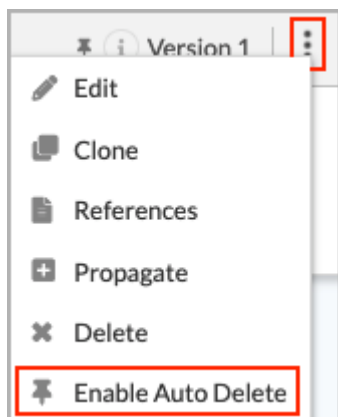 Version 1
Edit
Clone
References
Propagate
Delete
Enable Auto Delete